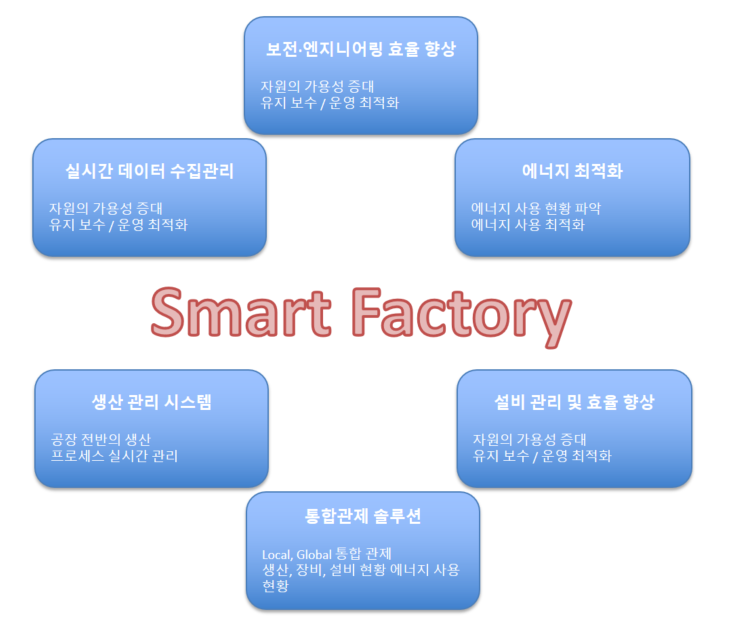 보전·엔지니어링 효율 향상
자원의 가용성 증대
유지 보수 / 운영 최적화
실시간 데이터 수집관리
자원의 가용성 증대
유지 보수 / 운영 최적화
에너지 최적화
에너지 사용 현황 파악
에너지 사용 최적화
Smart Factory
생산 관리 시스템
공장 전반의 생산
프로세스 실시간 관리
설비 관리 및 효율 향상
자원의 가용성 증대
유지 보수 / 운영 최적화
통합관제 솔루션
Local, Global 통합 관제
생산, 장비, 설비 현황 에너지 사용
현황